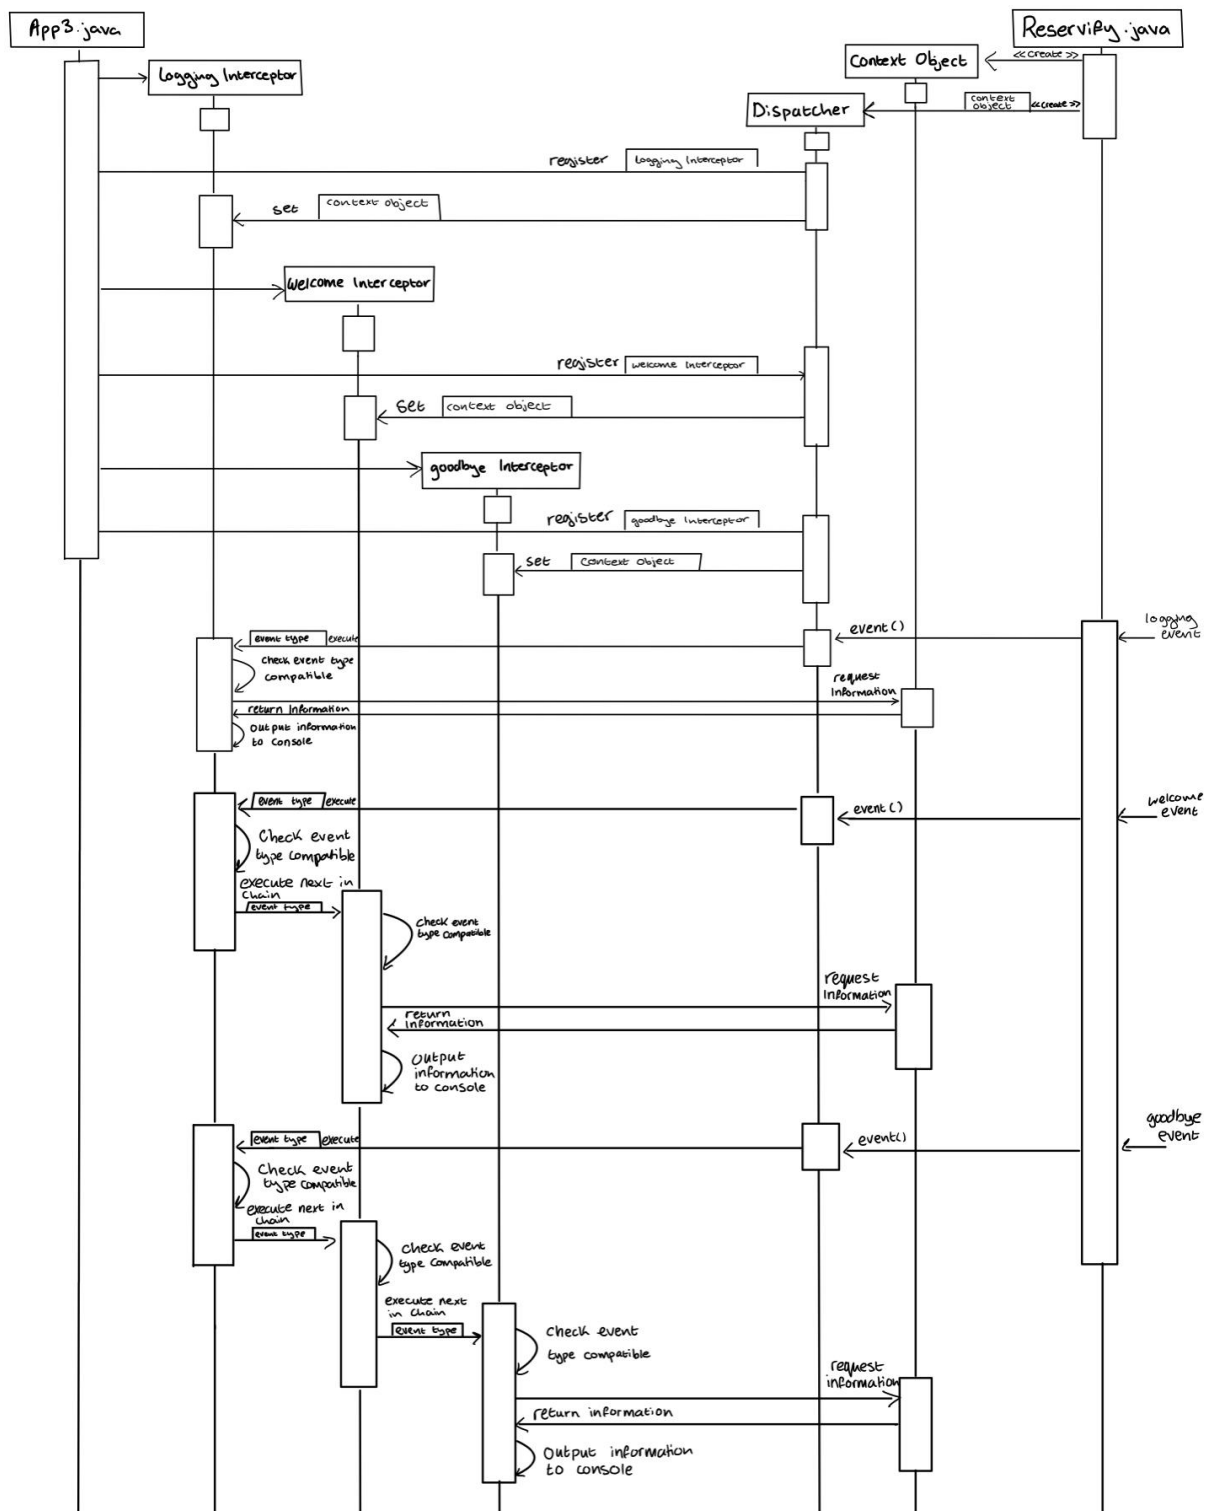 App3.java
Reservify.java
<<create>>
Context Object
logging Interceptor
context
object
<<create>>
Dispatcher
register
logging Interceptor
set
context object
Welcome Interceptor
register
welcome Interceptor
set
context object
goodbye Interceptor
register
goodbye Interceptor
set
Context Object
logging
event
event()
event type
execute
Check event type
compatible
request
Information
return Information
Output information
to console
welcome
event
event()
event type
execute
Check event
type compatible
execute next in
chain
event type
Check event
type compatible
request
Information
return
Information
Output
information
to console
goodbye
event
event()
event type
execute
Check event
type compatible
execute next in
chain
event type
Check event
type compatible
execute next
in chain
event type
Check event
type compatible
request
information
return information
Output information
to console